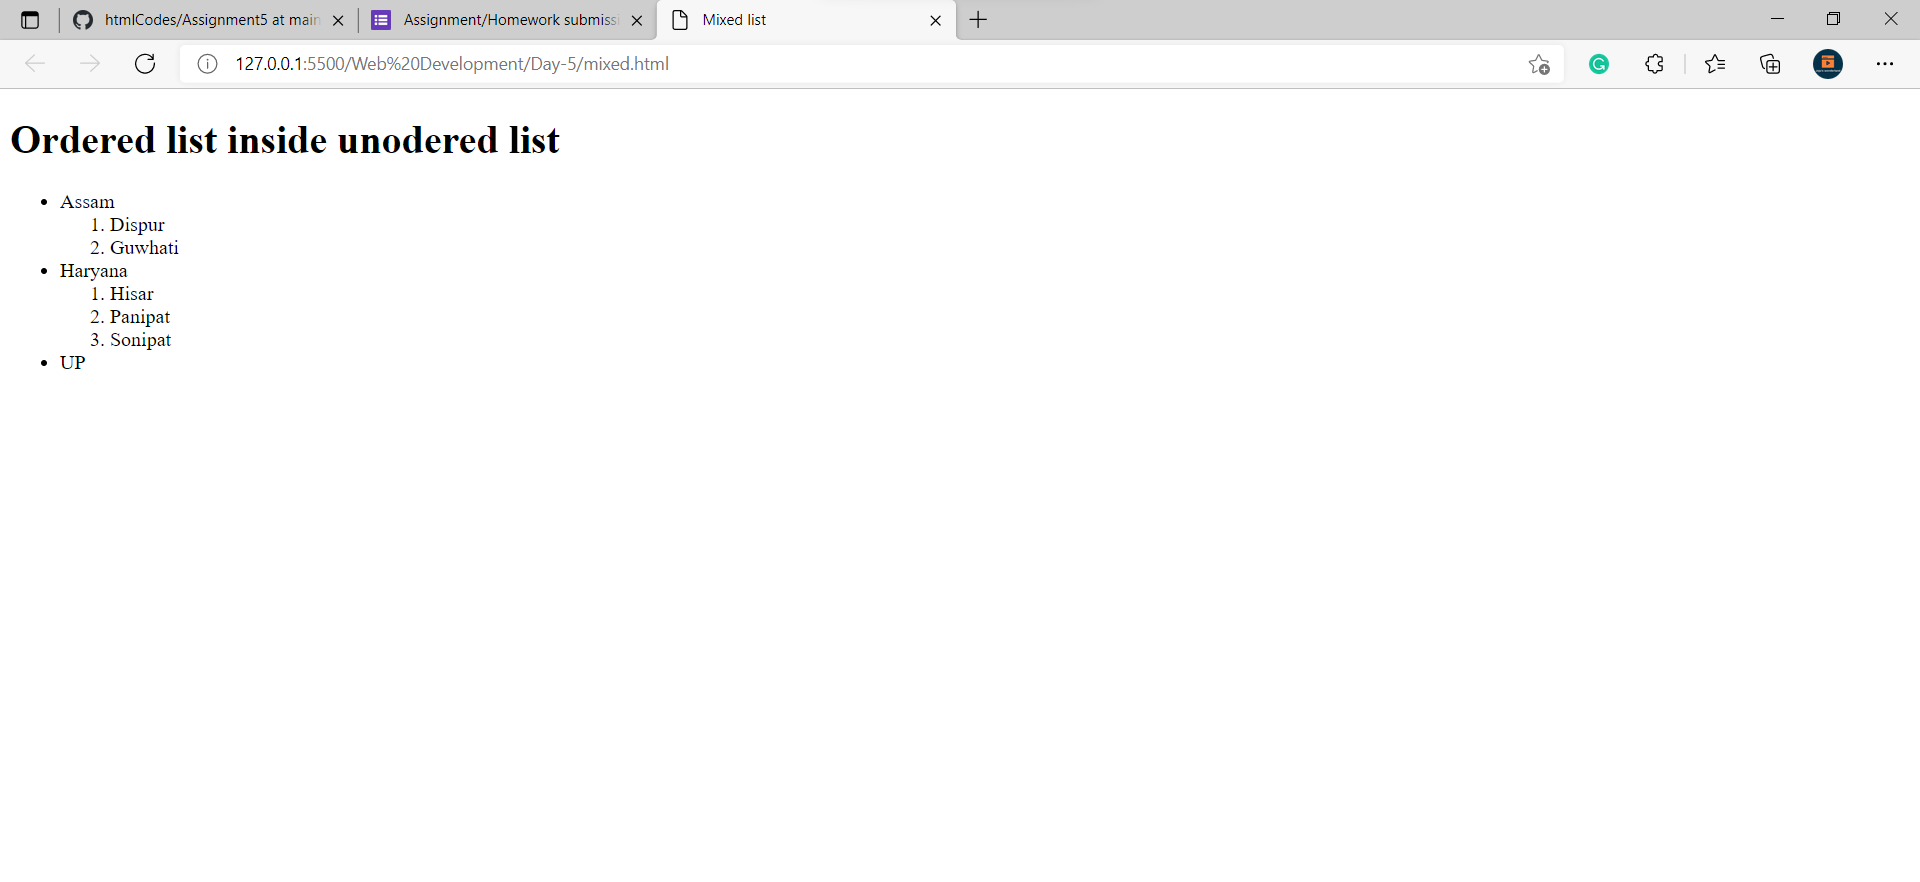 htmlCodes/Assignment5 at main
Assignment/Homework submissi
Mixed list
127.0.0.1:5500/Web%20Development/Day-5/mixed.html
Ordered list inside unodered list
• Assam
1. Dispur
2. Guwhati
• Haryana
1. Hisar
2. Panipat
3. Sonipat
• UP